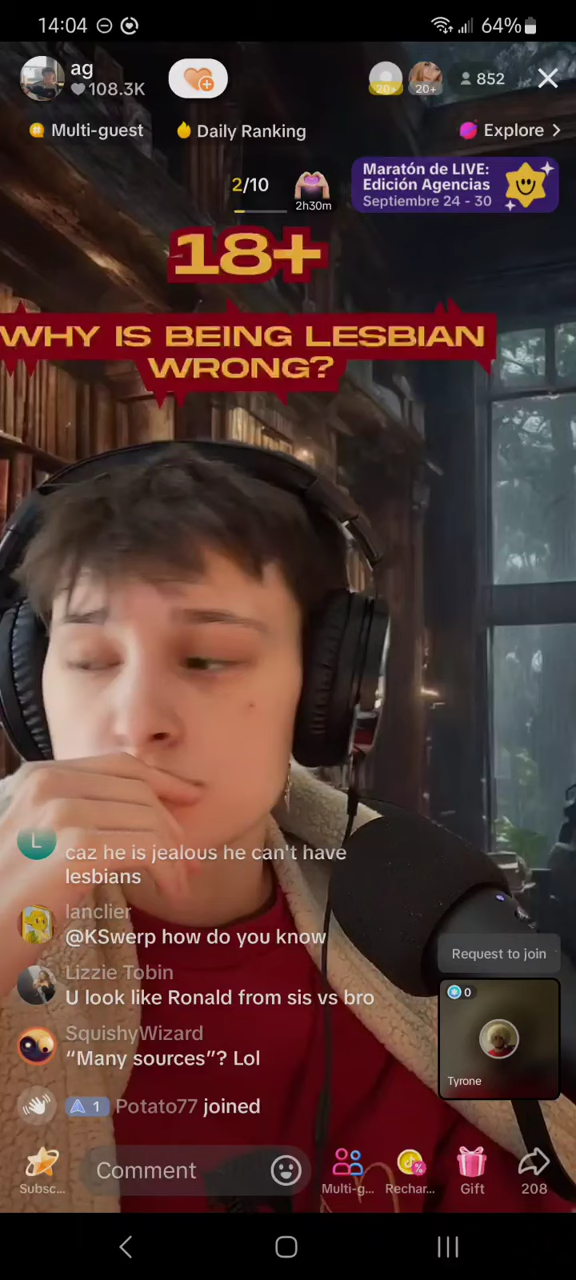 14:04
64%
ag
108.3K
20+
20+
852
Multi-guest
Daily Ranking
Explore >
2/10
2h30m
Maratón de LIVE:
Edición Agencias
Septiembre 24 - 30
18+
WHY IS BEING LESBIAN
WRONG?
L
caz he is jealous he can't have
lesbians
lanclier
@KSwerp how do you know
Lizzie Tobin
U look like Ronald from sis vs bro
SquishyWizard
“Many sources”? Lol
1 Potato77 joined
Request to join
0
Tyrone
Comment
Subsc...
Multi-g...
Rechar...
Gift
208